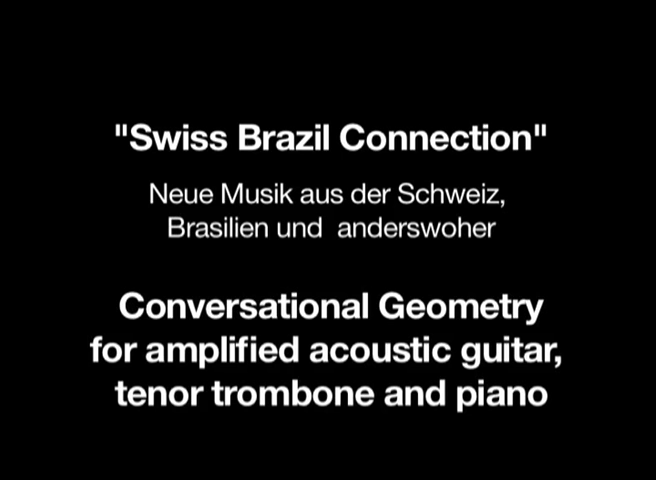 "Swiss Brazil Connection"
Neue Musik aus der Schweiz,
Brasilien und anderswoher
Conversational Geometry
for amplified acoustic guitar,
tenor trombone and piano